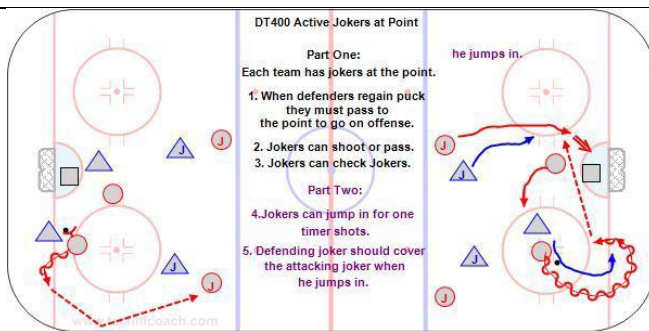 DT400 Active Jokers at Point
Part One:
he jumps in.
Each team has jokers at the point.
1. When defenders regain puck
they must pass to
the point to go on offense.
2. Jokers can shoot or pass.
3. Jokers can check Jokers.
Part Two:
4.Jokers can jump in for one
timer shots.
5. Defending joker should cover
the attacking joker when
he jumps in.
J
J
J
J
J
J
J